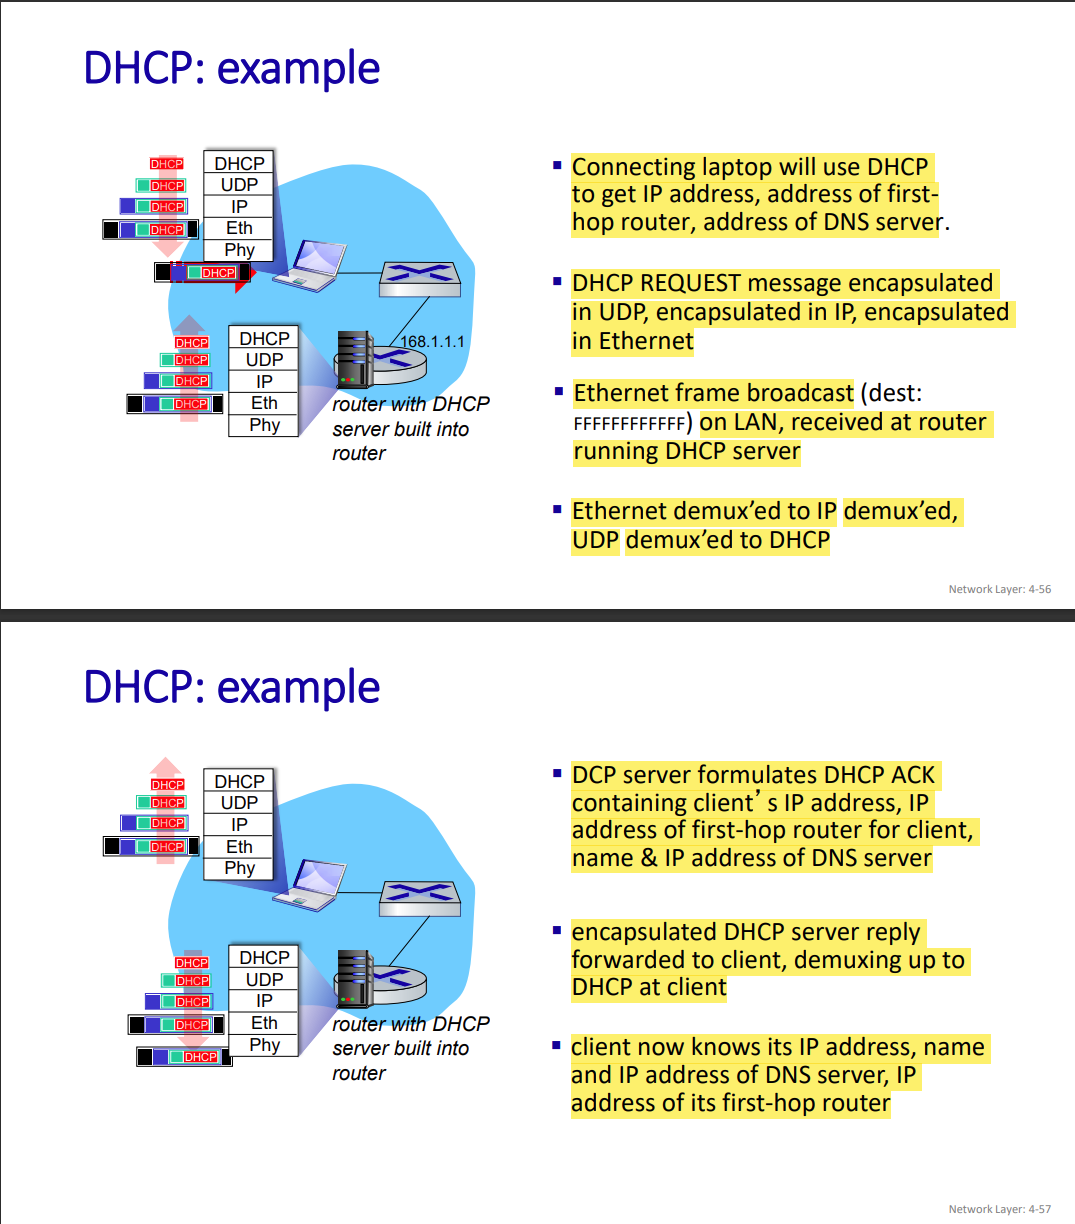 DHCP: example
DHCP
DHCP
DHCP
DHCP
DHCP
DHCP
UDP
IP
Eth
Phy
DHCP
DHCP
DHCP
DHCP
DHCP
UDP
IP
Eth
Phy
168.1.1.1
router with DHCP
server built into
router
▪ Connecting laptop will use DHCP
to get IP address, address of first-
hop router, address of DNS server.
▪ DHCP REQUEST message encapsulated
in UDP, encapsulated in IP, encapsulated
in Ethernet
▪ Ethernet frame broadcast (dest:
FFFFFFFFFFFF) on LAN, received at router
running DHCP server
▪ Ethernet demux’ed to IP demux’ed,
UDP demux’ed to DHCP
Network Layer: 4-56
DHCP: example
DHCP
DHCP
DHCP
DHCP
DHCP
UDP
IP
Eth
Phy
DHCP
DHCP
DHCP
DHCP
DHCP
DHCP
UDP
IP
Eth
Phy
router with DHCP
server built into
router
▪ DCP server formulates DHCP ACK
containing client’s IP address, IP
address of first-hop router for client,
name & IP address of DNS server
▪ encapsulated DHCP server reply
forwarded to client, demuxing up to
DHCP at client
▪ client now knows its IP address, name
and IP address of DNS server, IP
address of its first-hop router
Network Layer: 4-57